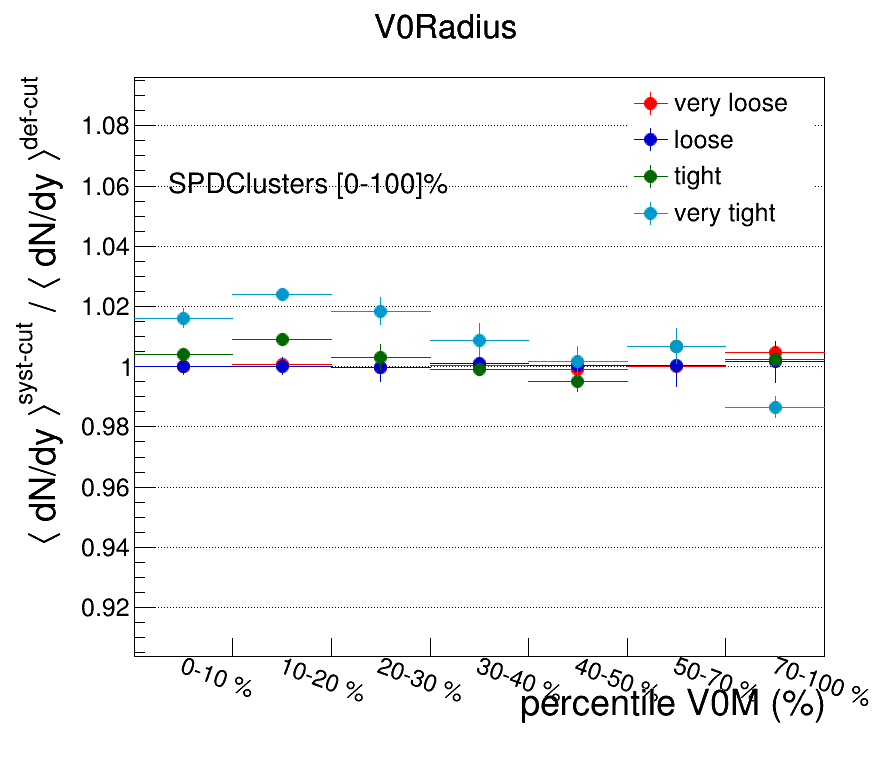 V0Radius
⟨ dN/dy ⟩^syst-cut / ⟨ dN/dy ⟩^def-cut
very loose
loose
tight
very tight
SPDClusters [0-100]%
1.08
1.06
1.04
1.02
1
0.98
0.96
0.94
0.92
0-10 %
10-20 %
20-30 %
30-40 %
40-50 %
50-70 %
70-100 %
percentile V0M (%)